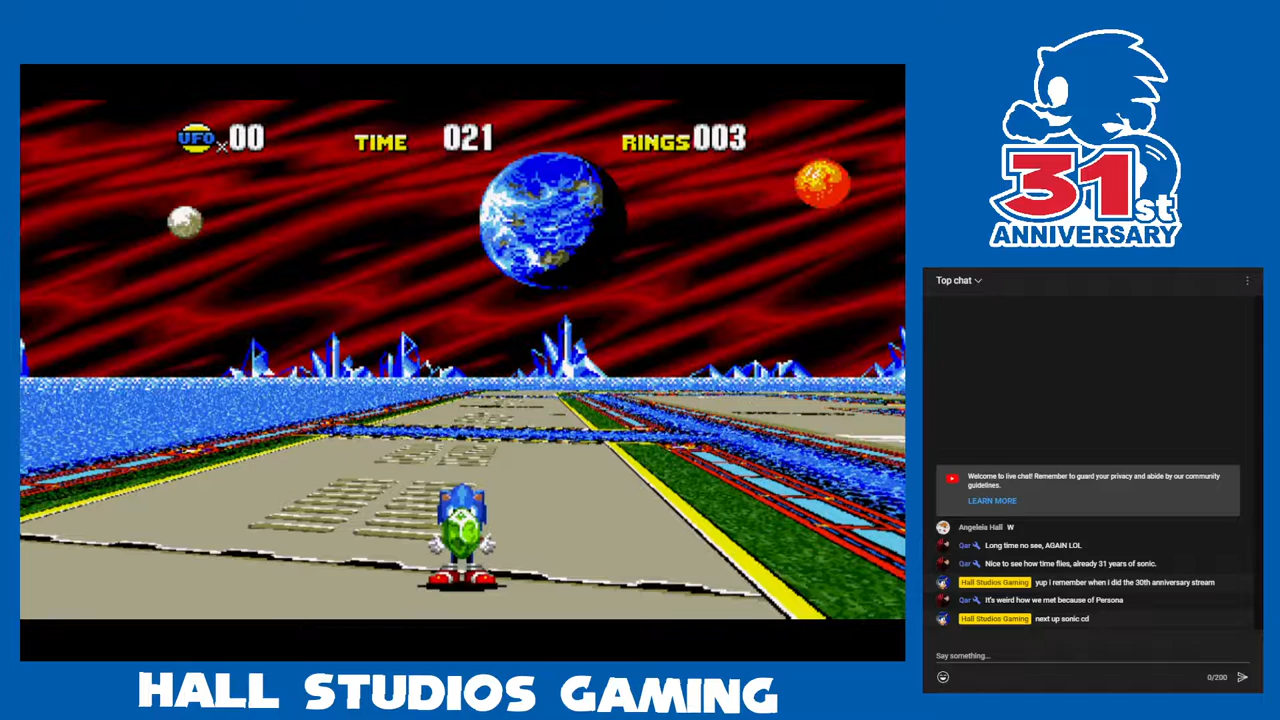 UFO x00 TIME 021 RINGS 003
31st
ANNIVERSARY
Top chat
Welcome to live chat! Remember to guard your privacy and abide by our community
guidelines.
LEARN MORE
Angeleia Hall W
Qar Long time no see, AGAIN LOL
Qar Nice to see how time flies, already 31 years of sonic.
Hall Studios Gaming yup i remember when i did the 30th anniversary stream
Qar It's weird how we met because of Persona
Hall Studios Gaming next up sonic cd
Say something...
0/200
HALL STUDIOS GAMING